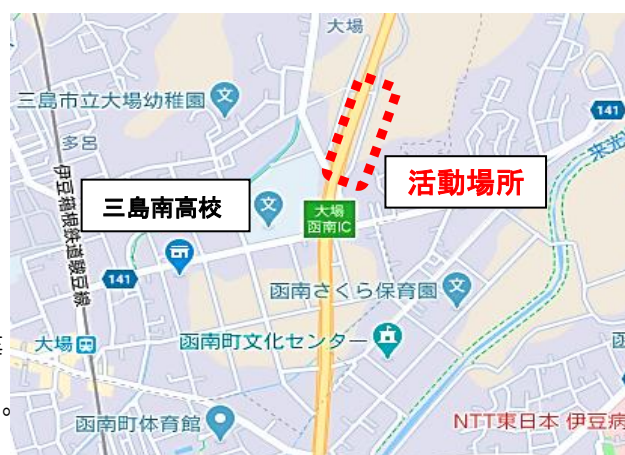 大場
三島市立大場幼稚園
141
多呂
来光
活動場所
伊豆箱根鉄道駿豆線
三島南高校
大場
函南IC
141
函南さくら保育園
大場
函南町文化センター
函
。
函南町体育館
NTT東日本 伊豆病